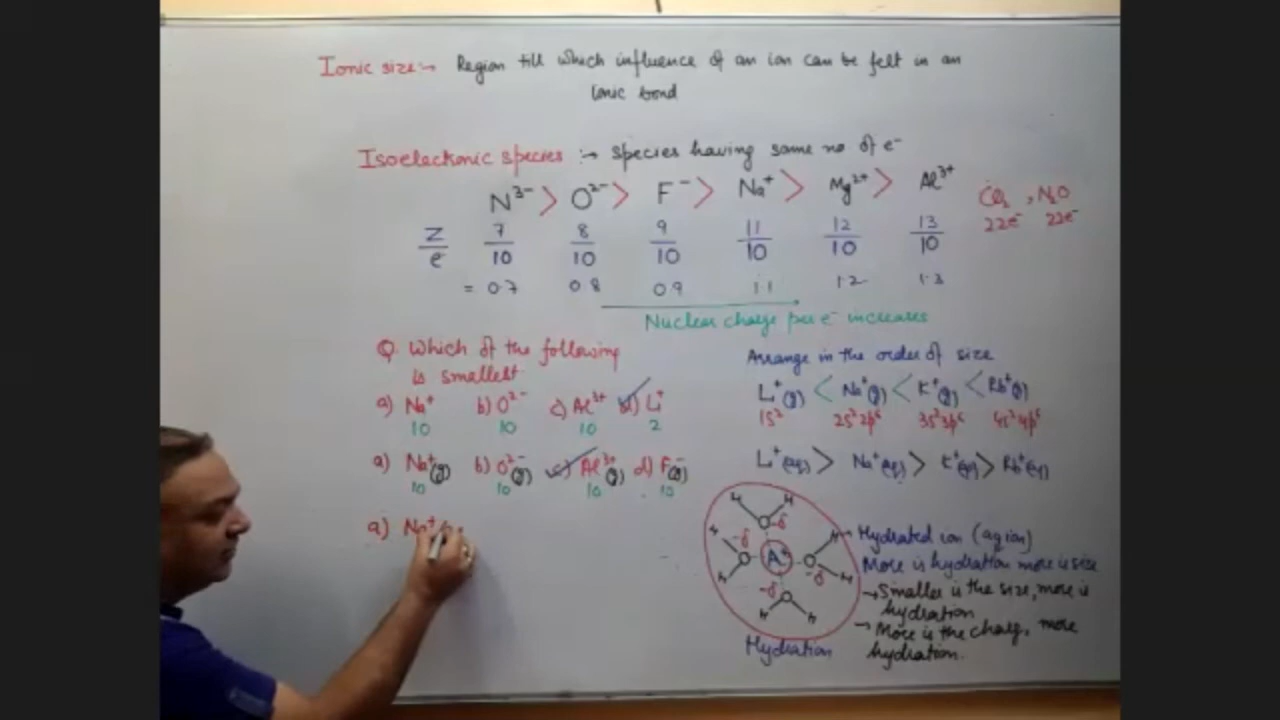 Ionic size:→ Region till which influence of an ion can be felt in an
Ionic bond
Isoelectronic species :→ species having same no of e⁻
N³⁻ > O²⁻ > F⁻ > Na⁺ > Mg²⁺ > Al³⁺
CO₂, N₂O
22e⁻ 22e⁻
Z/e 7/10 8/10 9/10 11/10 12/10 13/10
= 0.7 0.8 0.9 1.1 1.2 1.3
Nuclear charge per e⁻ increases
Q. Which of the following
is smallest
a) Na⁺ b) O²⁻ c) Al³⁺ d) Li⁺
10 10 10 2
a) Na⁺(g) b) O²⁻(g) c) Al³⁺(g) d) F⁻(g)
10 10 10 10
a) Na⁺
Arrange in the order of size
Li⁺(g) < Na⁺(g) < K⁺(g) < Rb⁺(g)
1s² 2s²2p⁶ 3s²3p⁶ 4s²4p⁶
Li⁺(aq) > Na⁺(aq) > K⁺(aq) > Rb⁺(aq)
H H
H -δ H
-δ A⁺ -δ
H -δ H
H H
Hydration
Hydrated ion (aq ion)
More is hydration more is size
→ Smaller is the size, more is
hydration
→ More is the charge, more
hydration.